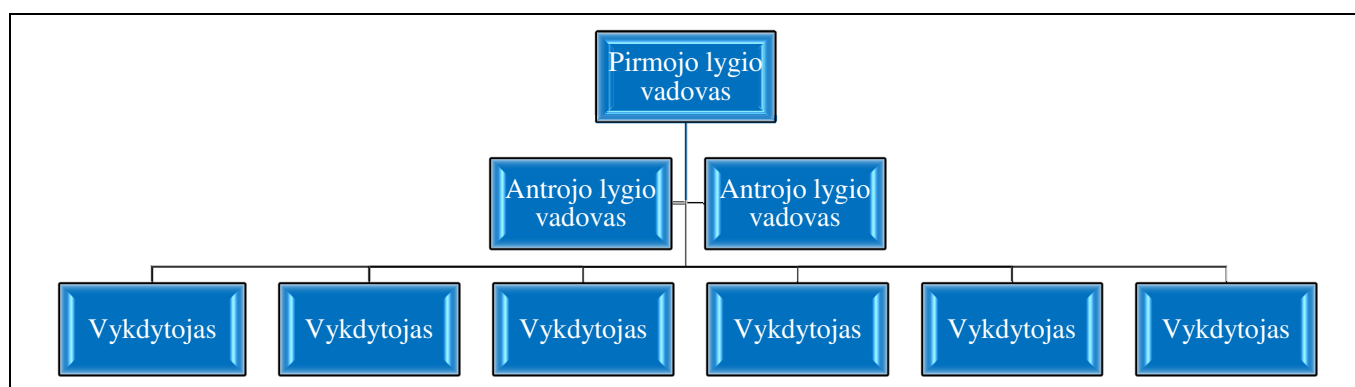 Pirmojo lygio
vadovas
Antrojo lygio
vadovas
Antrojo lygio
vadovas
Vykdytojas
Vykdytojas
Vykdytojas
Vykdytojas
Vykdytojas
Vykdytojas